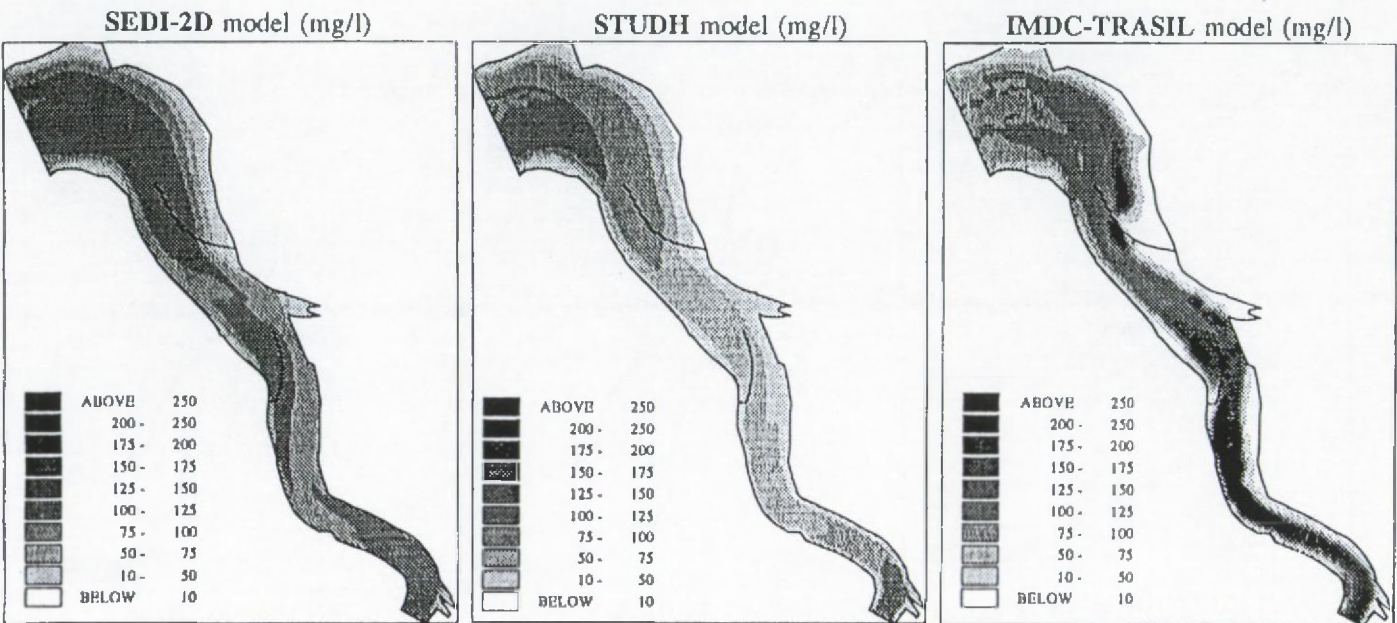 SEDI-2D model (mg/l)
ABOVE 250
200 - 250
175 - 200
150 - 175
125 - 150
100 - 125
75 - 100
50 - 75
10 - 50
BELOW 10
STUDH model (mg/l)
ABOVE 250
200 - 250
175 - 200
150 - 175
125 - 150
100 - 125
75 - 100
50 - 75
10 - 50
BELOW 10
IMDC-TRASIL model (mg/l)
ABOVE 250
200 - 250
175 - 200
150 - 175
125 - 150
100 - 125
75 - 100
50 - 75
10 - 50
BELOW 10